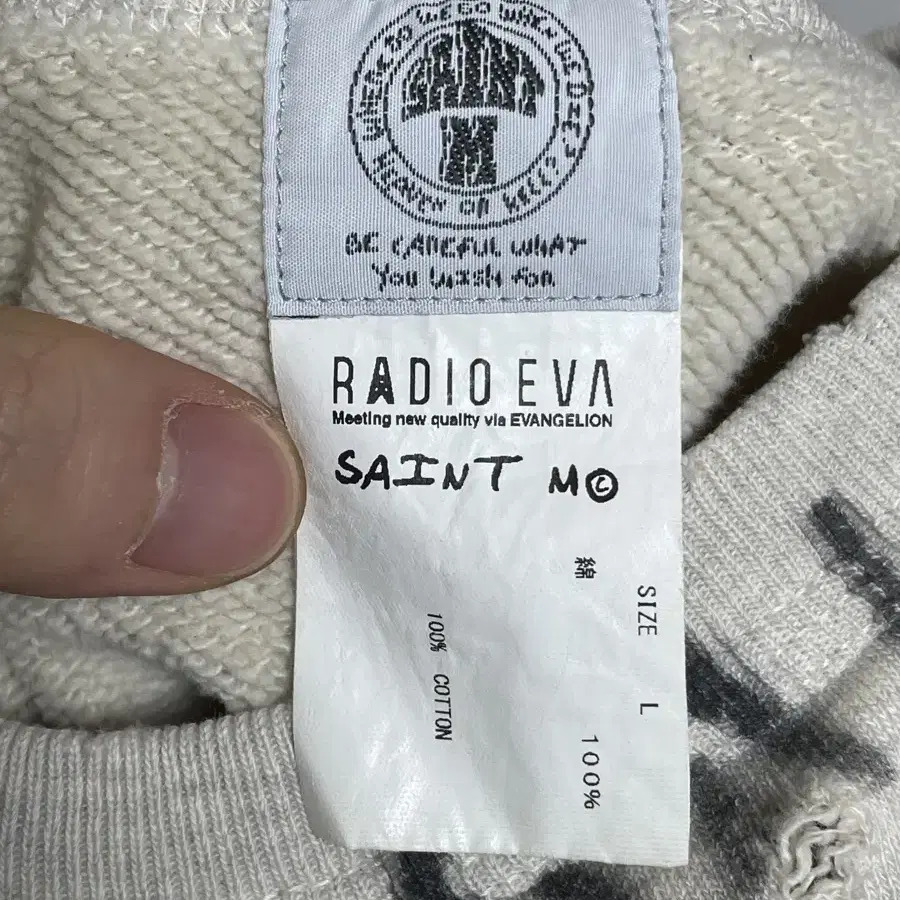 SAINT
M
BE CAREFUL WHAT
You wish for
RADIO EVA
Meeting new quality via EVANGELION
SAINT M©
SIZE L
綿 100%
100% COTTON